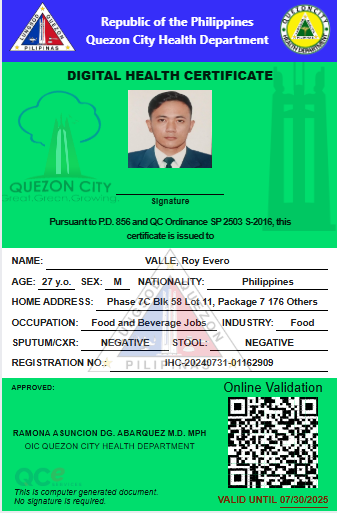 Republic of the Philippines
Quezon City Health Department
DIGITAL HEALTH CERTIFICATE
QUEZON CITY
Great.Green.Growing.
Signature
Pursuant to P.D. 856 and QC Ordinance SP 2503 S-2016, this
certificate is issued to
NAME: VALLE, Roy Evero
AGE: 27 y.o. SEX: M NATIONALITY: Philippines
HOME ADDRESS: Phase 7C Blk 58 Lot 11, Package 7 176 Others
OCCUPATION: Food and Beverage Jobs INDUSTRY: Food
SPUTUM/CXR: NEGATIVE STOOL: NEGATIVE
REGISTRATION NO.: IHC-20240731-01162909
APPROVED:
Online Validation
RAMONA ASUNCION DG. ABARQUEZ M.D. MPH
OIC QUEZON CITY HEALTH DEPARTMENT
QCe
This is computer generated document.
No signature is required.
VALID UNTIL 07/30/2025